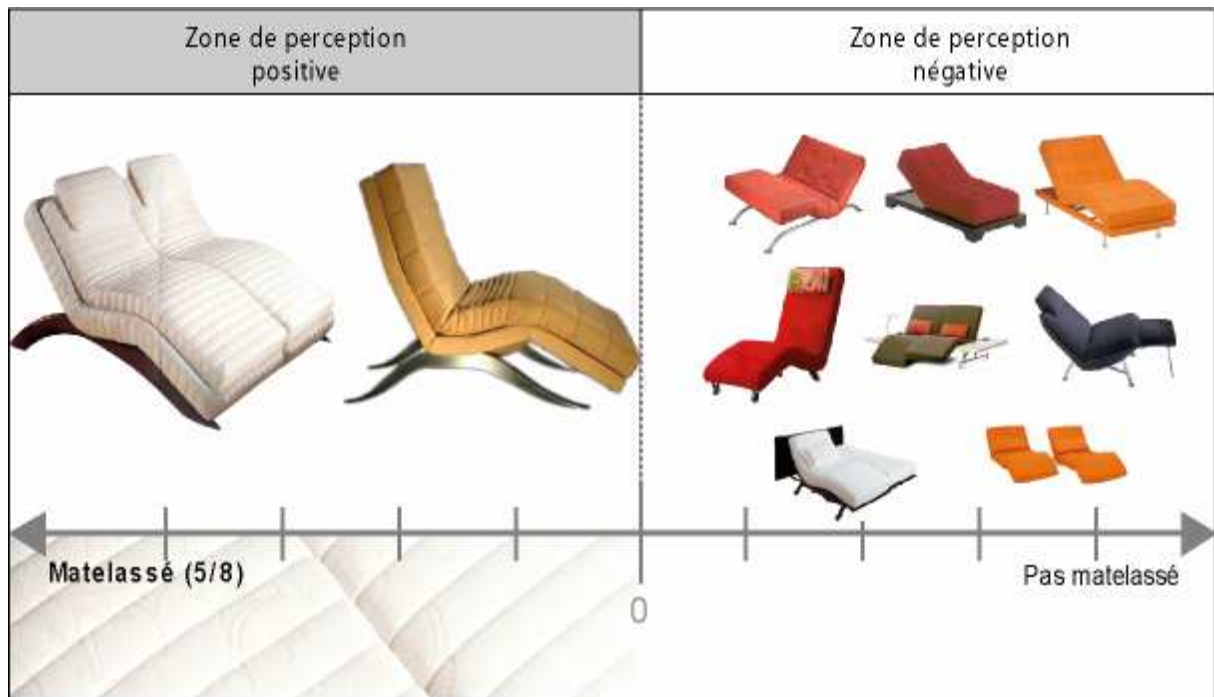 Zone de perception
positive
Zone de perception
négative
Matelassé (5/8)
Pas matelassé
0